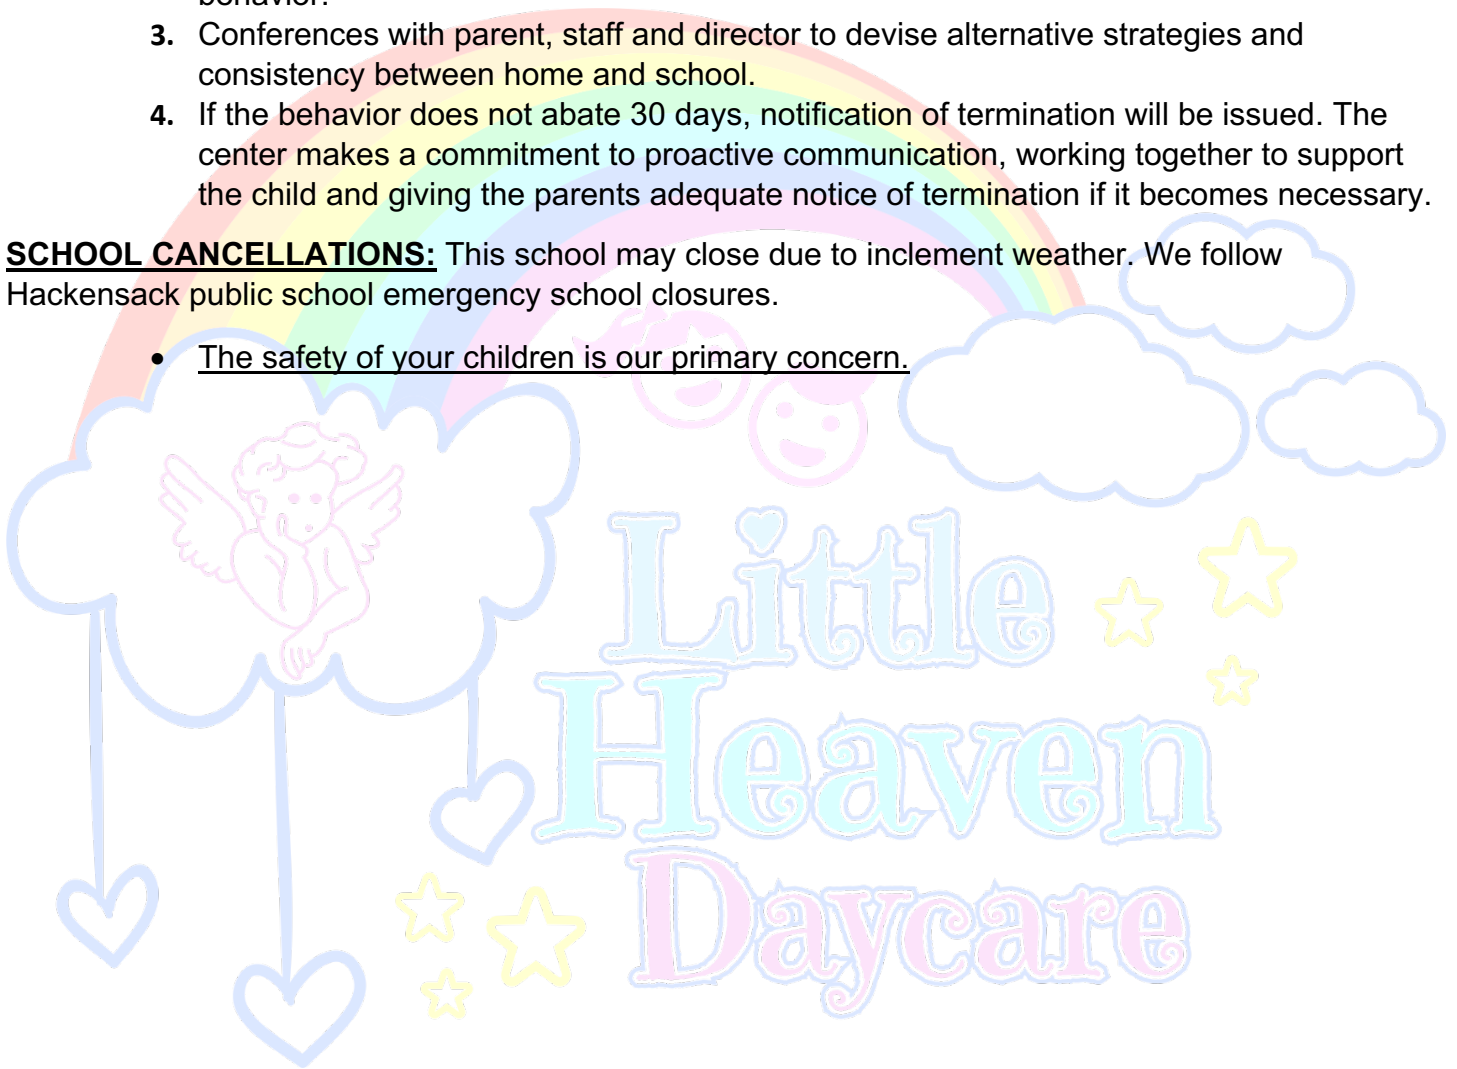 behavior.
3. Conferences with parent, staff and director to devise alternative strategies and
consistency between home and school.
4. If the behavior does not abate 30 days, notification of termination will be issued. The
center makes a commitment to proactive communication, working together to support
the child and giving the parents adequate notice of termination if it becomes necessary.
SCHOOL CANCELLATIONS: This school may close due to inclement weather. We follow
Hackensack public school emergency school closures.
• The safety of your children is our primary concern.
Little
Heaven
Daycare